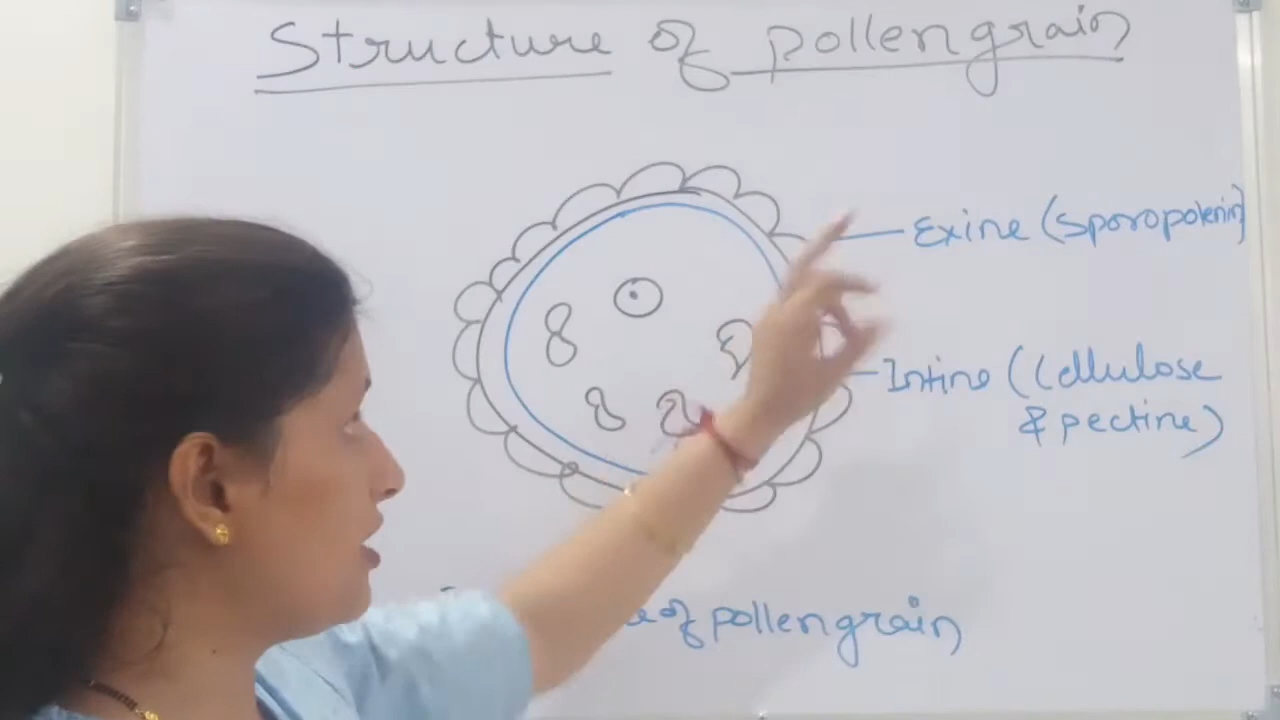 Structure of pollengrain
Exine (Sporopolenin)
Intine (Cellulose
& pectine)
of pollengrain